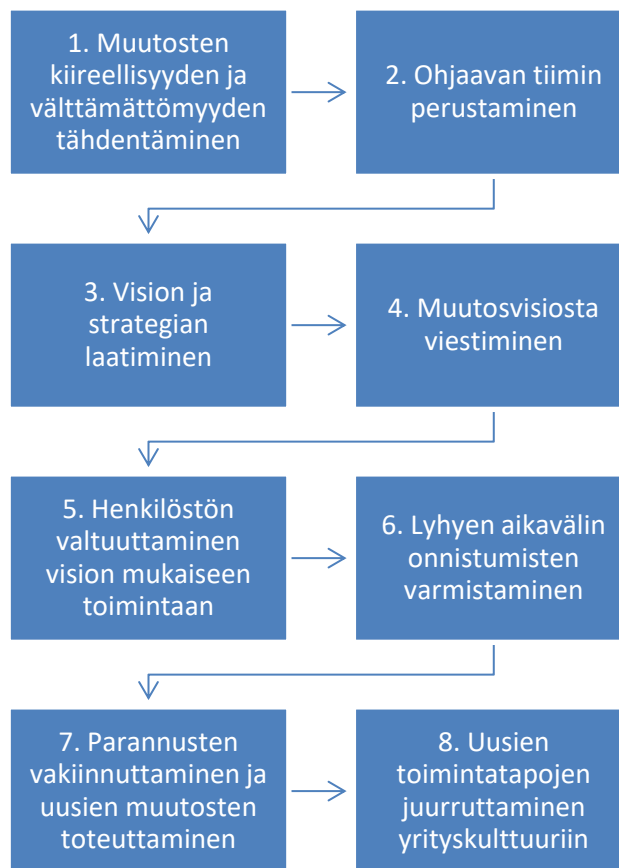 1. Muutosten
kiireellisyyden ja
välttämättömyyden
tähdentäminen
2. Ohjaavan tiimin
perustaminen
3. Vision ja
strategian
laatiminen
4. Muutosvisiosta
viestiminen
5. Henkilöstön
valtuuttaminen
vision mukaiseen
toimintaan
6. Lyhyen aikavälin
onnistumisten
varmistaminen
7. Parannusten
vakiinnuttaminen ja
uusien muutosten
toteuttaminen
8. Uusien
toimintatapojen
juurruttaminen
yrityskulttuuriin